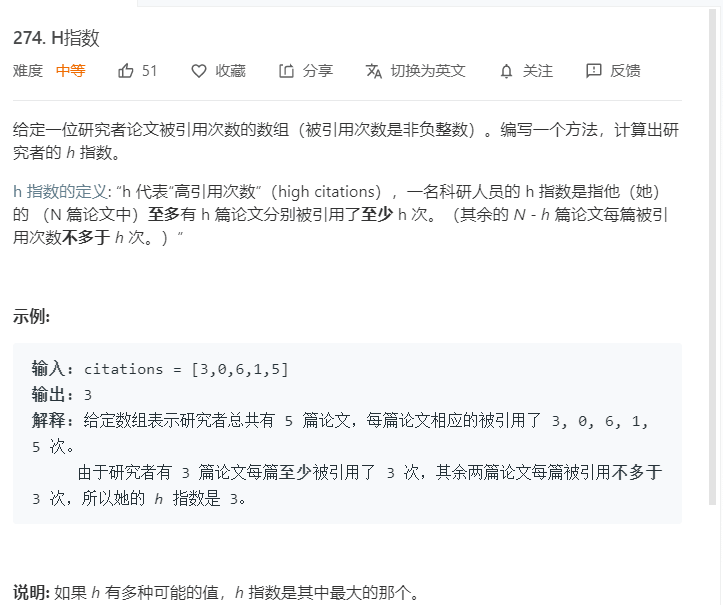 274. H指数
难度 中等 51 收藏 分享 切换为英文 关注 反馈
给定一位研究者论文被引用次数的数组（被引用次数是非负整数）。编写一个方法，计算出研
究者的 h 指数。
h 指数的定义: “h 代表“高引用次数”（high citations），一名科研人员的 h 指数是指他（她）
的 （N 篇论文中）至多有 h 篇论文分别被引用了至少 h 次。（其余的 N - h 篇论文每篇被引
用次数不多于 h 次。）”
示例:
输入: citations = [3,0,6,1,5]
输出: 3
解释: 给定数组表示研究者总共有 5 篇论文，每篇论文相应的被引用了 3, 0, 6, 1,
5 次。
由于研究者有 3 篇论文每篇至少被引用了 3 次，其余两篇论文每篇被引用不多于
3 次，所以她的 h 指数是 3。
说明: 如果 h 有多种可能的值，h 指数是其中最大的那个。